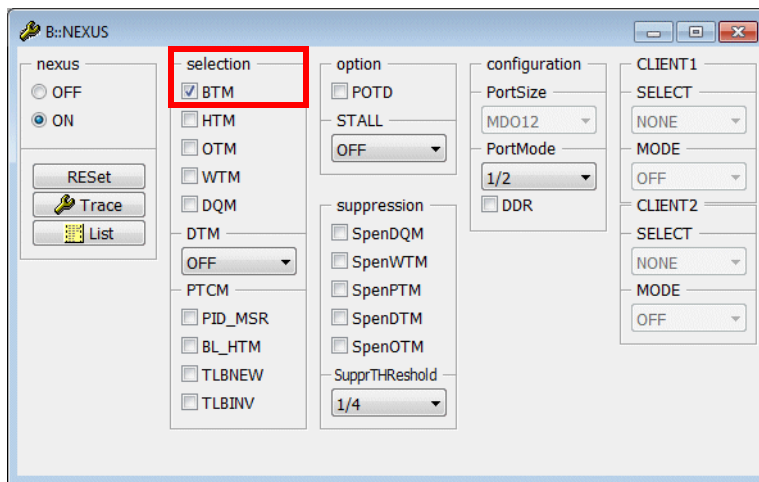 B::NEXUS
nexus
OFF
ON
RESet
Trace
List
selection
BTM
HTM
OTM
WTM
DQM
DTM
OFF
PTCM
PID_MSR
BL_HTM
TLBNEW
TLBINV
option
POTD
STALL
OFF
suppression
SpenDQM
SpenWTM
SpenPTM
SpenDTM
SpenOTM
SupprTHReshold
1/4
configuration
PortSize
MDO12
PortMode
1/2
DDR
CLIENT1
SELECT
NONE
MODE
OFF
CLIENT2
SELECT
NONE
MODE
OFF